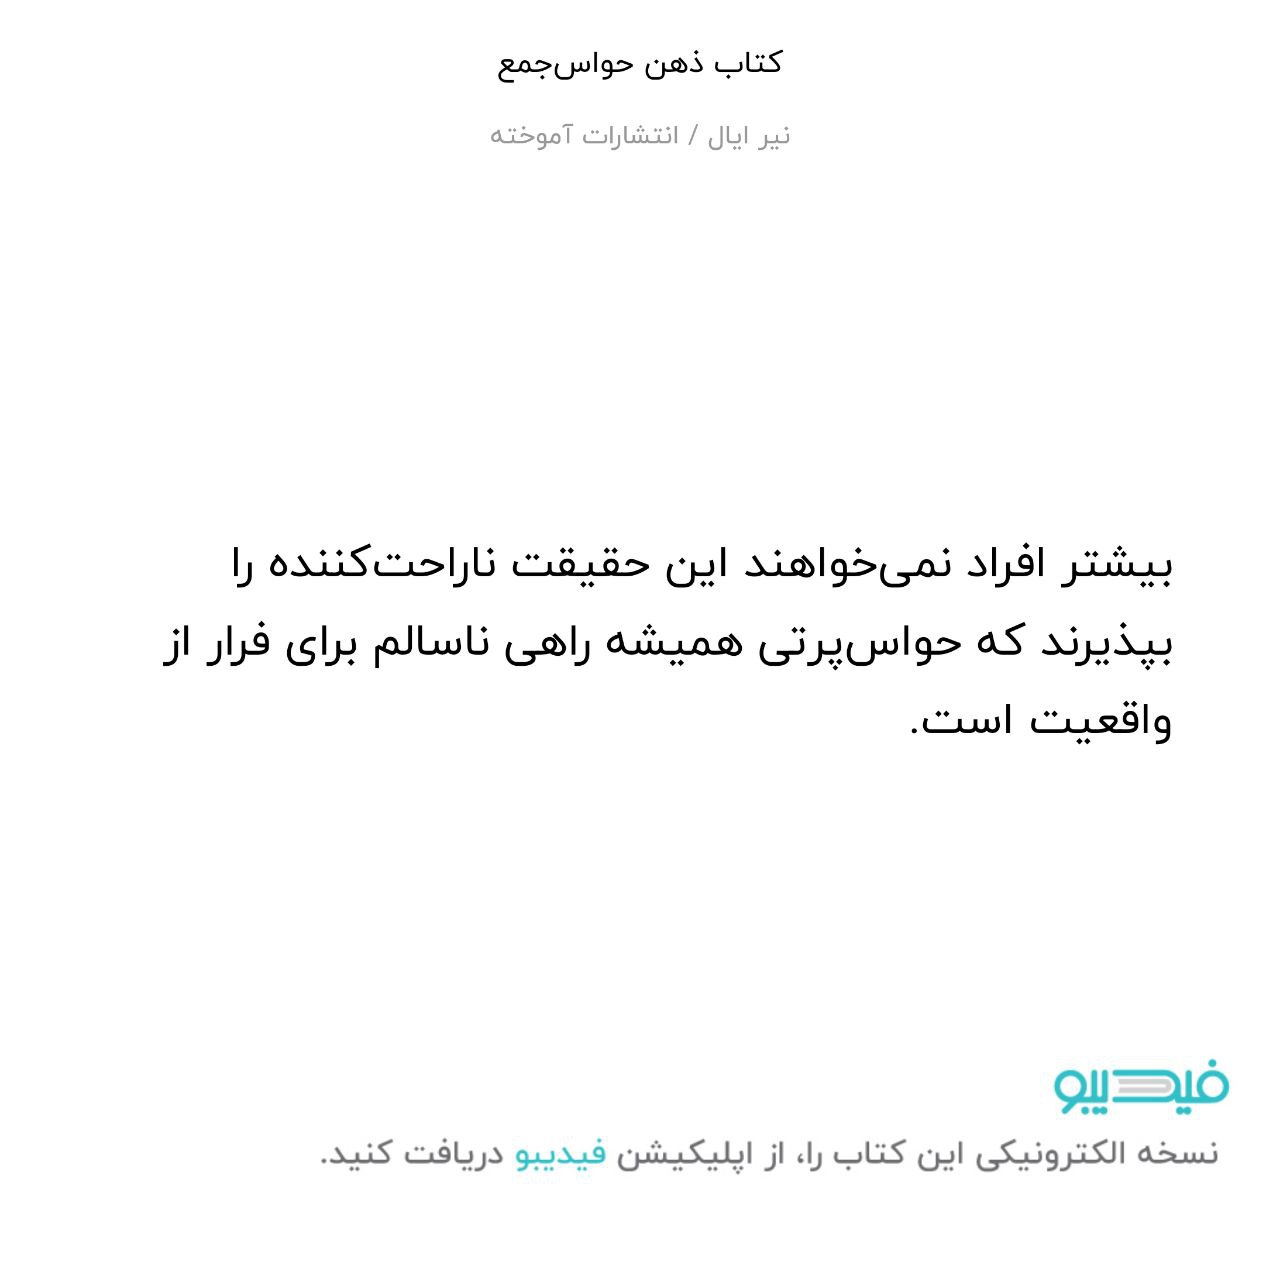 کتاب ذهن حواس‌جمع
نیر ایال / انتشارات آموخته
بیشتر افراد نمی‌خواهند این حقیقت ناراحت‌کننده را
بپذیرند که حواس‌پرتی همیشه راهی ناسالم برای فرار از
واقعیت است.
فیدیبو
نسخه الکترونیکی این کتاب را، از اپلیکیشن فیدیبو دریافت کنید.